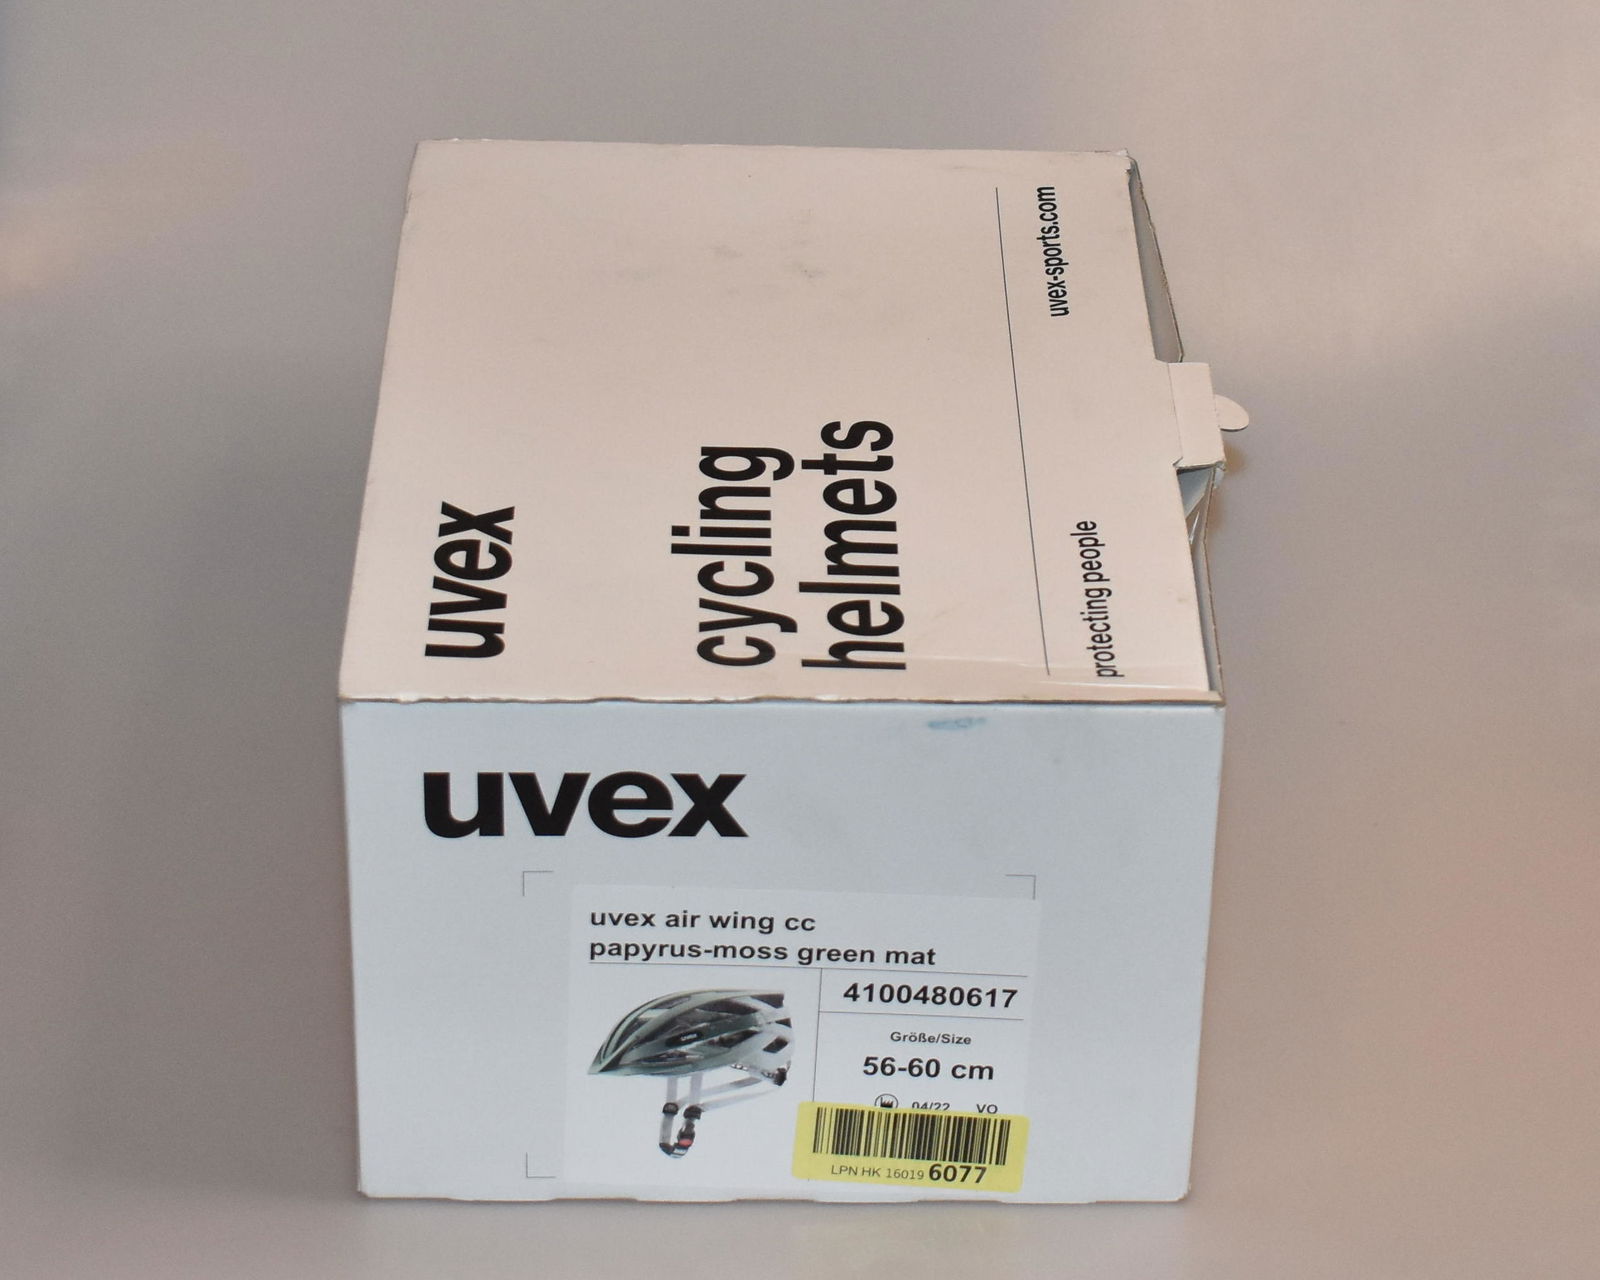 uvex
cycling
helmets
uvex-sports.com
protecting people
uvex
uvex air wing cc
papyrus-moss green mat
4100480617
Größe/Size
56-60 cm
04/22 VO
uvex
LPN HK 16019 6077